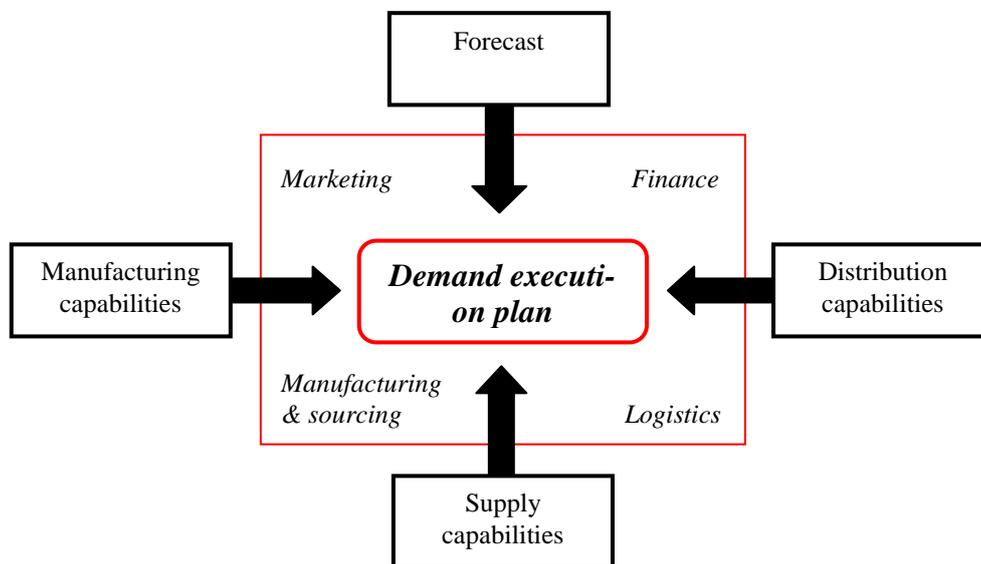 Forecast
Marketing
Finance
Manufacturing
capabilities
Demand executi-
on plan
Distribution
capabilities
Manufacturing
& sourcing
Logistics
Supply
capabilities